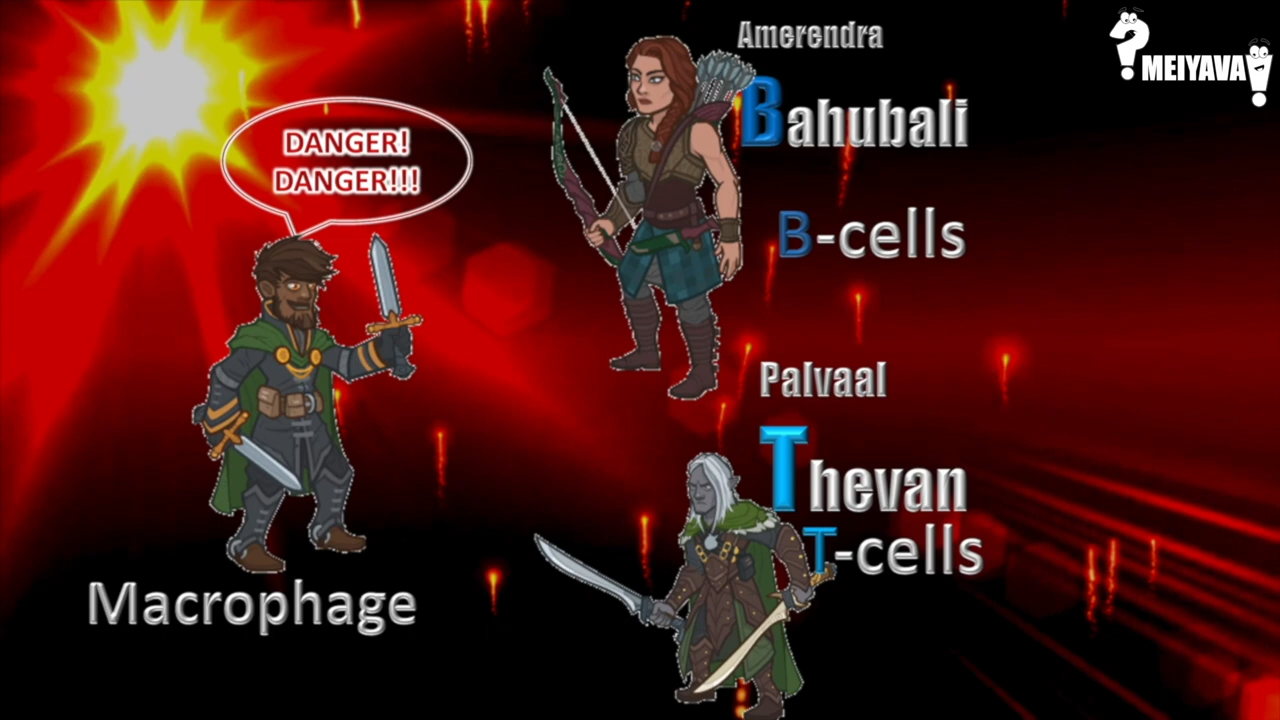 Amerendra
?MEIYAVA!
DANGER!
DANGER!!!
Bahubali
B-cells
Palvaal
Thevan
T-cells
Macrophage